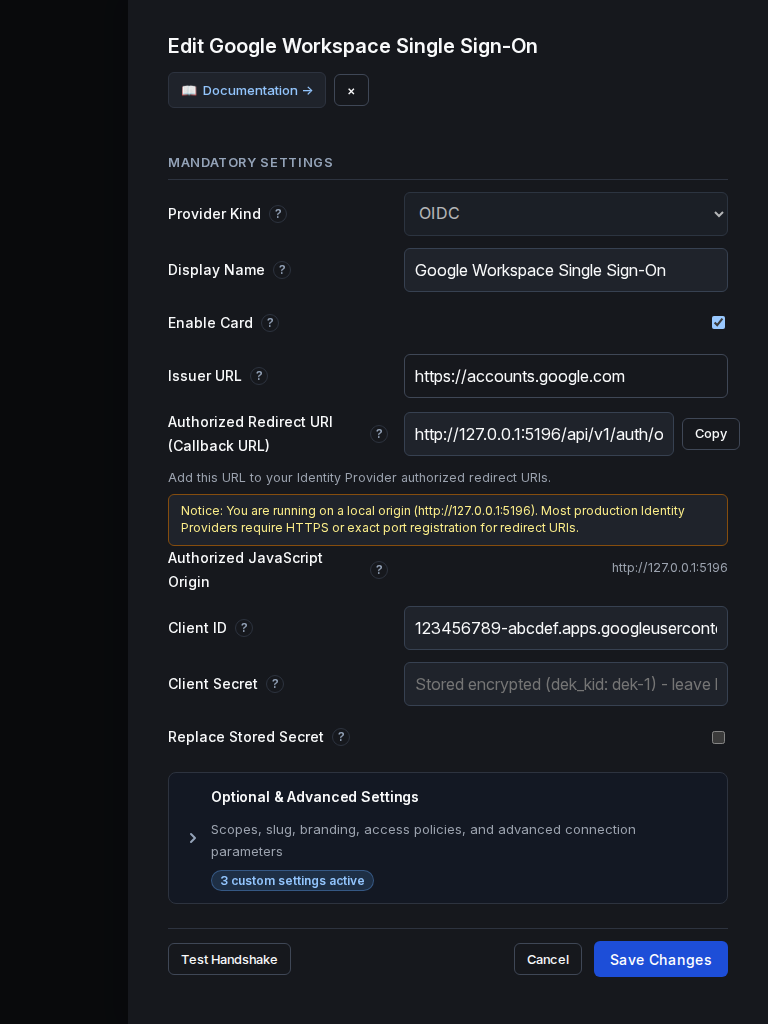 Edit Google Workspace Single Sign-On
📖 Documentation →
×
MANDATORY SETTINGS
Provider Kind ?
OIDC
Display Name ?
Google Workspace Single Sign-On
Enable Card ?
Issuer URL ?
https://accounts.google.com
Authorized Redirect URI
(Callback URL)
?
http://127.0.0.1:5196/api/v1/auth/o
Copy
Add this URL to your Identity Provider authorized redirect URIs.
Notice: You are running on a local origin (http://127.0.0.1:5196). Most production Identity
Providers require HTTPS or exact port registration for redirect URIs.
Authorized JavaScript
Origin
?
http://127.0.0.1:5196
Client ID ?
123456789-abcdef.apps.googleuserconte
Client Secret ?
Stored encrypted (dek_kid: dek-1) - leave
Replace Stored Secret ?
Optional & Advanced Settings
Scopes, slug, branding, access policies, and advanced connection
parameters
3 custom settings active
Test Handshake
Cancel
Save Changes